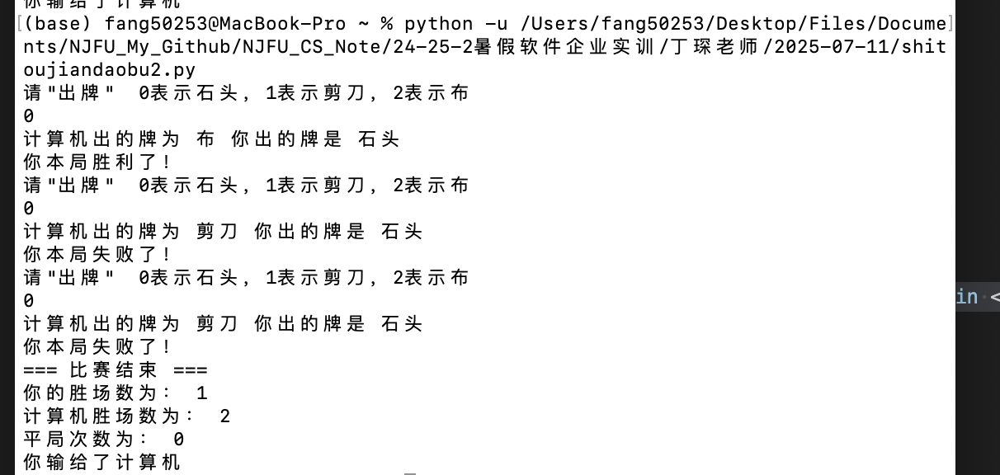 你输给了计算机
[(base) fang50253@MacBook-Pro ~ % python -u /Users/fang50253/Desktop/Files/Docume]
nts/NJFU_My_Github/NJFU_CS_Note/24-25-2暑假软件企业实训/丁琛老师/2025-07-11/shit
oujiandaobu2.py
请"出牌" 0表示石头, 1表示剪刀, 2表示布
0
计算机出的牌为 布 你出的牌是 石头
你本局胜利了!
请"出牌" 0表示石头, 1表示剪刀, 2表示布
0
计算机出的牌为 剪刀 你出的牌是 石头
你本局失败了!
请"出牌" 0表示石头, 1表示剪刀, 2表示布
0
计算机出的牌为 剪刀 你出的牌是 石头
你本局失败了!
=== 比赛结束 ===
你的胜场数为: 1
计算机胜场数为: 2
平局次数为: 0
你输给了计算机
in <